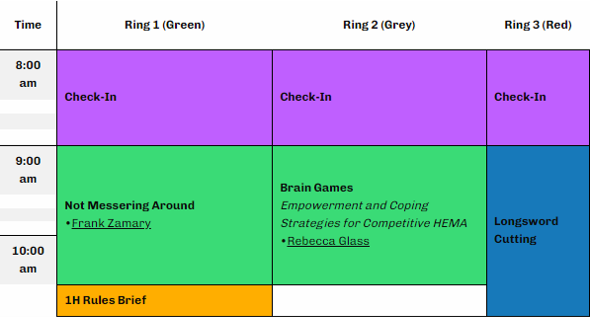 Time Ring 1 (Green) Ring 2 (Grey) Ring 3 (Red)
8:00
am
Check-In Check-In Check-In
9:00
am
Not Messering Around
•Frank Zamary
Brain Games
Empowerment and Coping
Strategies for Competitive HEMA
•Rebecca Glass
Longsword
Cutting
10:00
am
1H Rules Brief